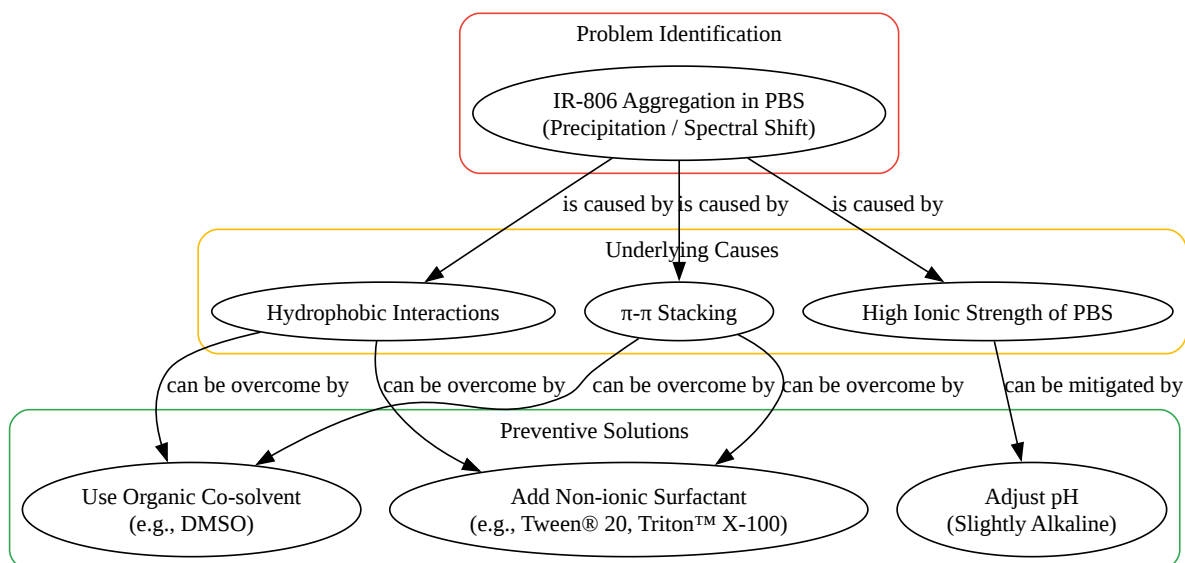 Problem Identification
IR-806 Aggregation in PBS
(Precipitation / Spectral Shift)
is caused by
is caused by
is caused by
Underlying Causes
Hydrophobic Interactions
π-π Stacking
High Ionic Strength of PBS
can be overcome by
can be overcome by
can be overcome by
can be overcome by
can be mitigated by
Preventive Solutions
Use Organic Co-solvent
(e.g., DMSO)
Add Non-ionic Surfactant
(e.g., Tween® 20, Triton™ X-100)
Adjust pH
(Slightly Alkaline)